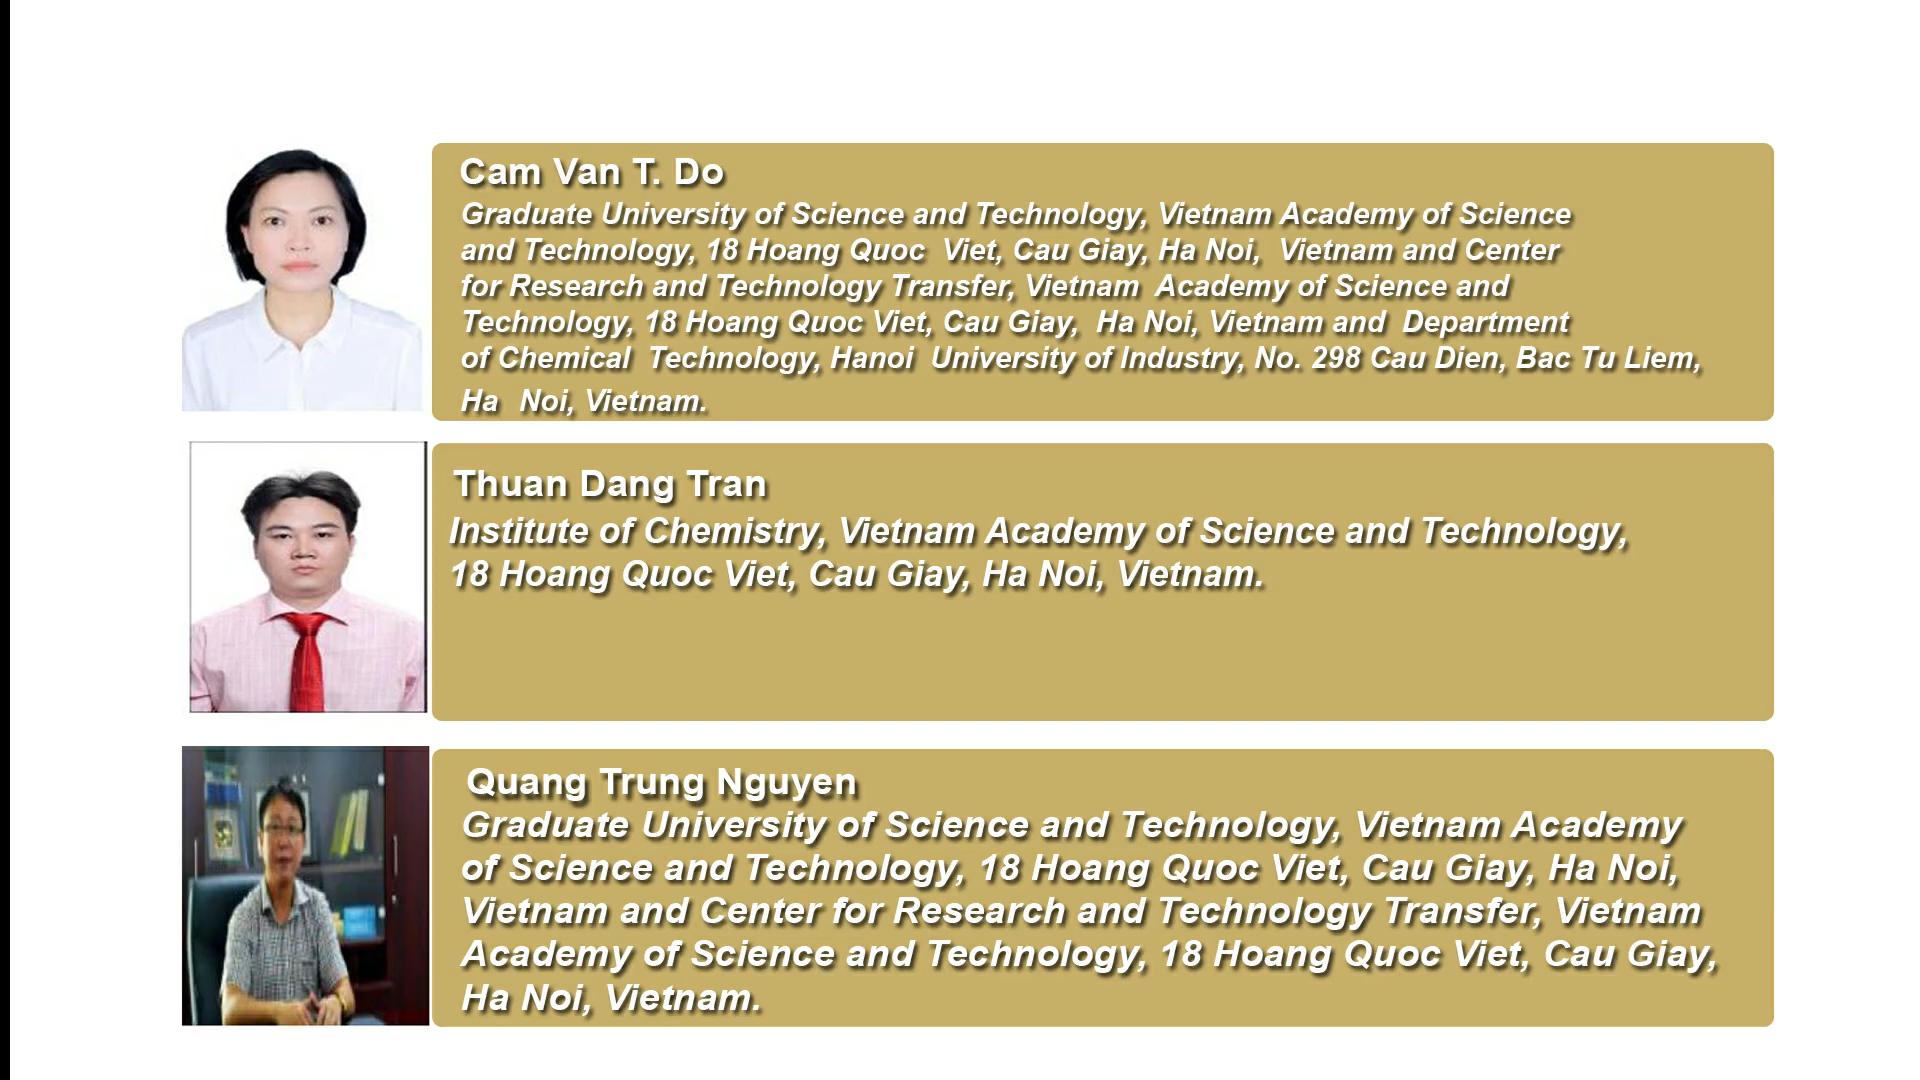 Cam Van T. Do
Graduate University of Science and Technology, Vietnam Academy of Science
and Technology, 18 Hoang Quoc Viet, Cau Giay, Ha Noi, Vietnam and Center
for Research and Technology Transfer, Vietnam Academy of Science and
Technology, 18 Hoang Quoc Viet, Cau Giay, Ha Noi, Vietnam and Department
of Chemical Technology, Hanoi University of Industry, No. 298 Cau Dien, Bac Tu Liem,
Ha Noi, Vietnam.
Thuan Dang Tran
Institute of Chemistry, Vietnam Academy of Science and Technology,
18 Hoang Quoc Viet, Cau Giay, Ha Noi, Vietnam.
Quang Trung Nguyen
Graduate University of Science and Technology, Vietnam Academy
of Science and Technology, 18 Hoang Quoc Viet, Cau Giay, Ha Noi,
Vietnam and Center for Research and Technology Transfer, Vietnam
Academy of Science and Technology, 18 Hoang Quoc Viet, Cau Giay,
Ha Noi, Vietnam.